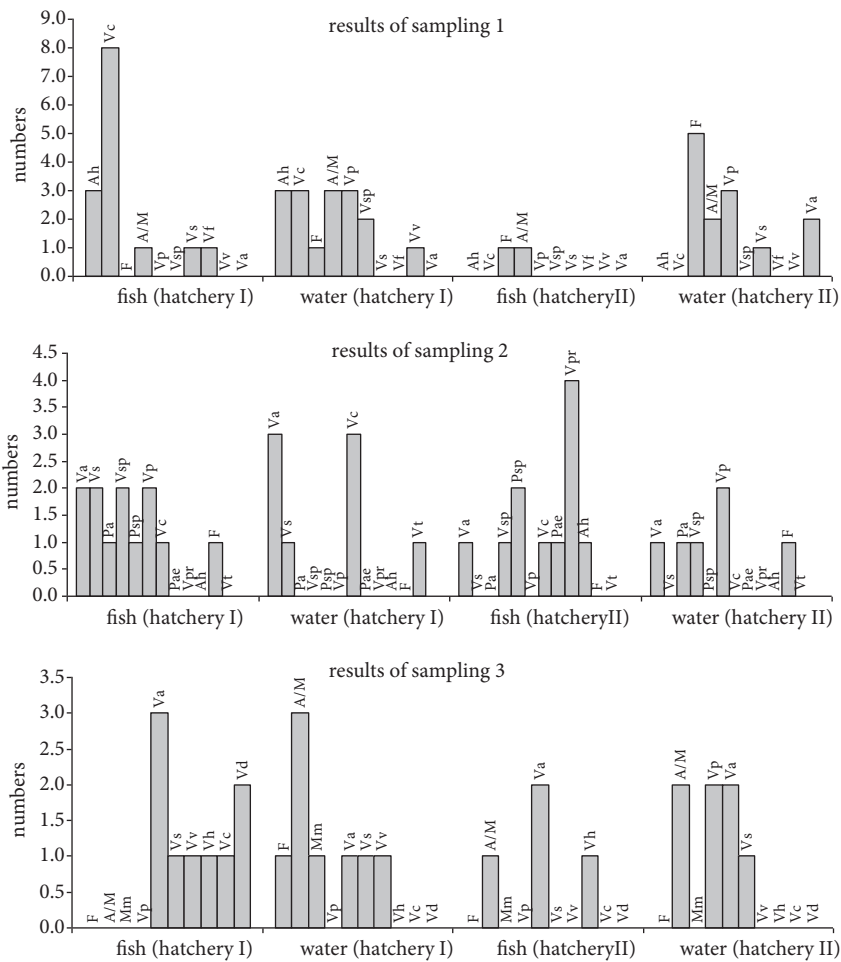 results of sampling 1
numbers
9.0
8.0
7.0
6.0
5.0
4.0
3.0
2.0
1.0
0.0
Ah Vc F A/M Vp Vsp Vs Vf Vv Va
Ah Vc F A/M Vp Vsp Vs Vf Vv Va
Ah Vc F A/M Vp Vsp Vs Vf Vv Va
Ah Vc F A/M Vp Vsp Vs Vf Vv Va
fish (hatchery I) water (hatchery I) fish (hatcheryII) water (hatchery II)
results of sampling 2
numbers
4.5
4.0
3.5
3.0
2.5
2.0
1.5
1.0
0.5
0.0
Va Vs Pa Vsp Psp Vp Vc Pae Vpr Ah F Vt
Va Vs Pa Vsp Psp Vp Vc Pae Vpr Ah F Vt
Va Vs Pa Vsp Psp Vp Vc Pae Vpr Ah F Vt
Va Vs Pa Vsp Psp Vp Vc Pae Vpr Ah F Vt
fish (hatchery I) water (hatchery I) fish (hatcheryII) water (hatchery II)
results of sampling 3
numbers
3.5
3.0
2.5
2.0
1.5
1.0
0.5
0.0
F A/M Mm Vp Va Vs Vv Vh Vc Vd
F A/M Mm Vp Va Vs Vv Vh Vc Vd
F A/M Mm Vp Va Vs Vv Vh Vc Vd
F A/M Mm Vp Va Vs Vv Vh Vc Vd
fish (hatchery I) water (hatchery I) fish (hatcheryII) water (hatchery II)